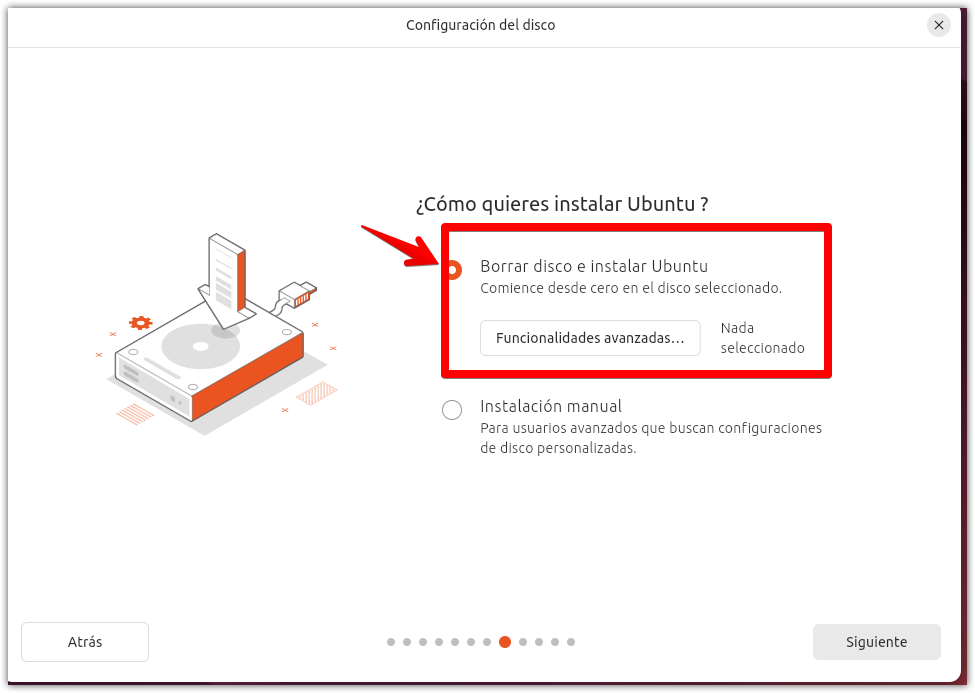 Configuración del disco
¿Cómo quieres instalar Ubuntu ?
Borrar disco e instalar Ubuntu
Comience desde cero en el disco seleccionado.
Funcionalidades avanzadas...
Nada
seleccionado
Instalación manual
Para usuarios avanzados que buscan configuraciones
de disco personalizadas.
Atrás
Siguiente